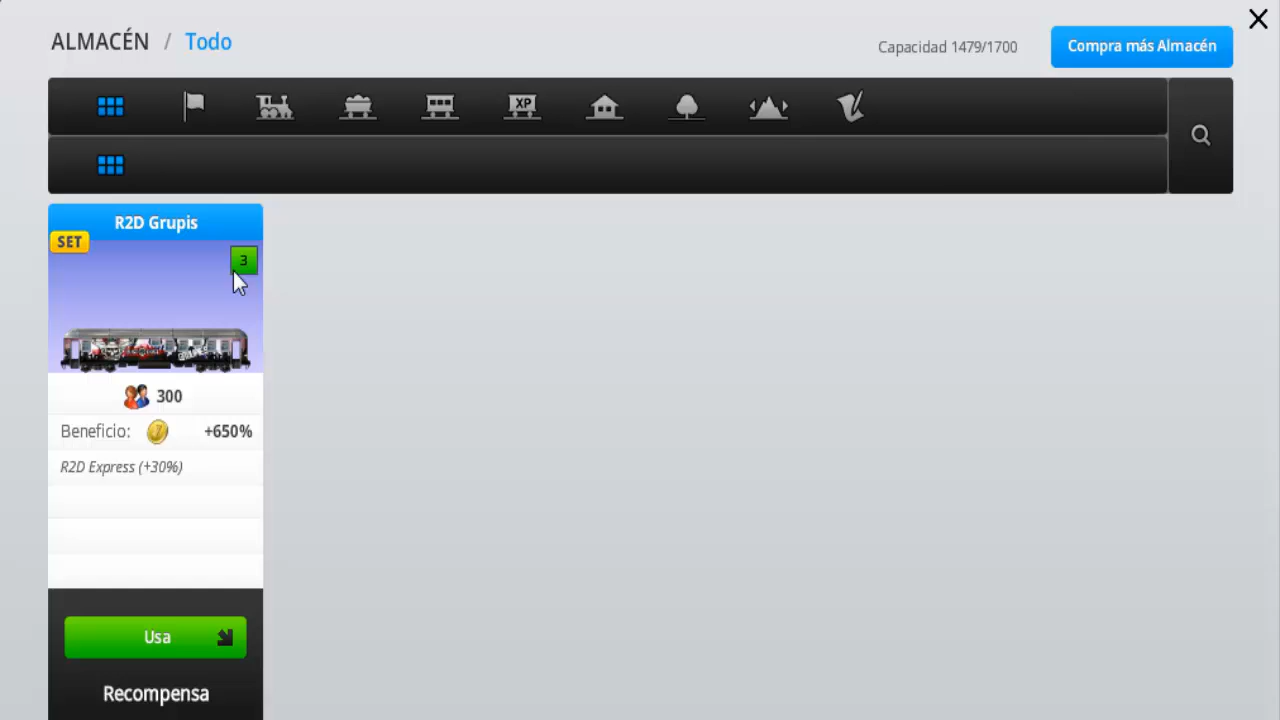 ALMACÉN / Todo
Capacidad 1479/1700
Compra más Almacén
XP
R2D Grupis
SET
3
300
Beneficio: +650%
R2D Express (+30%)
Usa
Recompensa